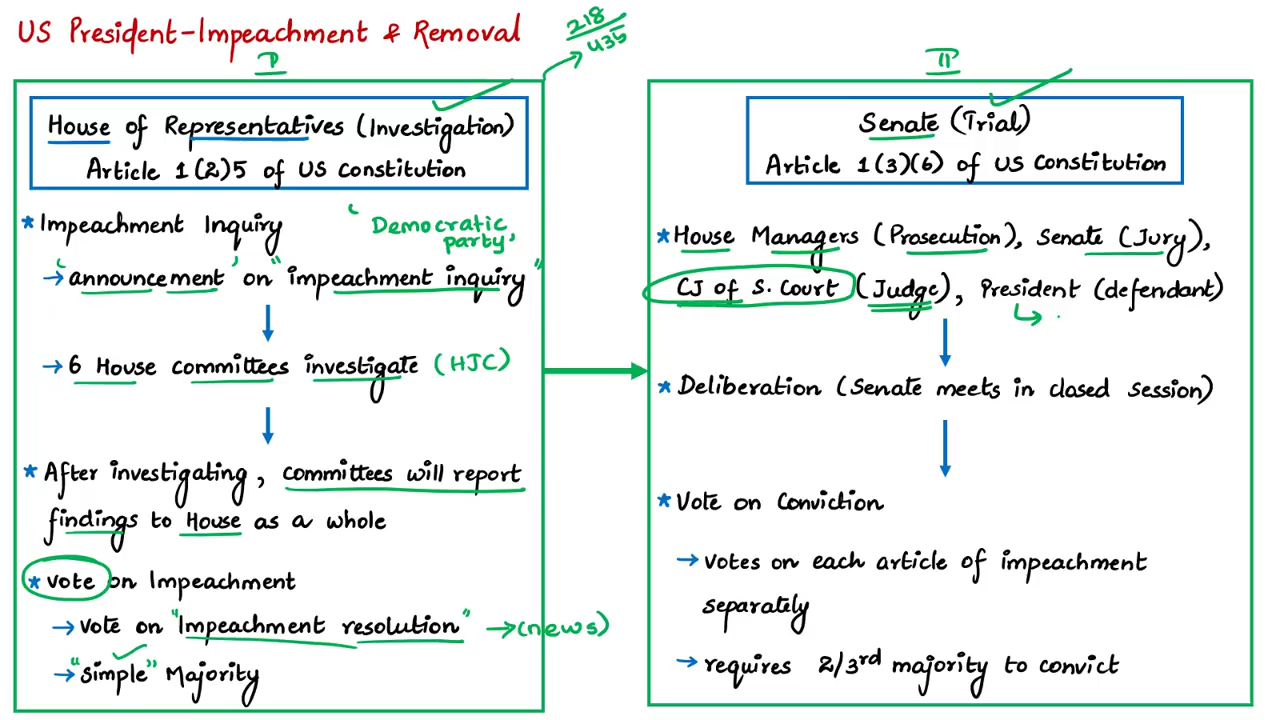 US President-Impeachment & Removal
218/435
I
House of Representatives (Investigation)
Article 1(2)5 of US Constitution
* Impeachment Inquiry
' Democratic party'
→ 'announcement' on "impeachment inquiry"
→ 6 House committees investigate (HJC)
* After investigating, committees will report
findings to House as a whole
* vote on Impeachment
→ vote on "Impeachment resolution" → (news)
→ "simple" Majority
II
Senate (Trial)
Article 1(3)(6) of US Constitution
* House Managers (Prosecution), Senate (Jury),
CJ of S. Court (Judge), President (defendant)
* Deliberation (Senate meets in closed session)
* Vote on Conviction
→ votes on each article of impeachment
separately
→ requires 2/3rd majority to convict